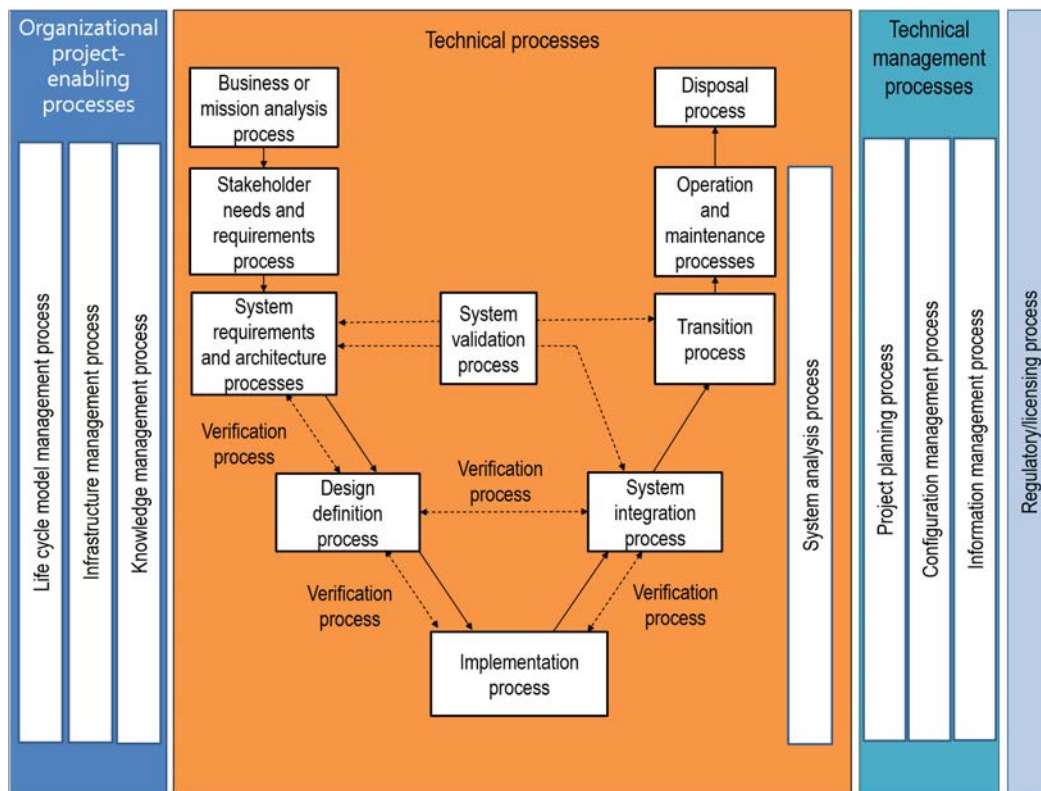 Organizational
project-
enabling
processes
Life cycle model management process
Infrastructure management process
Knowledge management process
Technical processes
Business or
mission analysis
process
Stakeholder
needs and
requirements
process
System
requirements
and architecture
processes
Verification
process
Design
definition
process
Verification
process
Implementation
process
System
validation
process
Verification
process
Verification
process
System
integration
process
Transition
process
Operation
and
maintenance
processes
Disposal
process
System analysis process
Technical
management
processes
Project planning process
Configuration management process
Information management process
Regulatory/licensing process